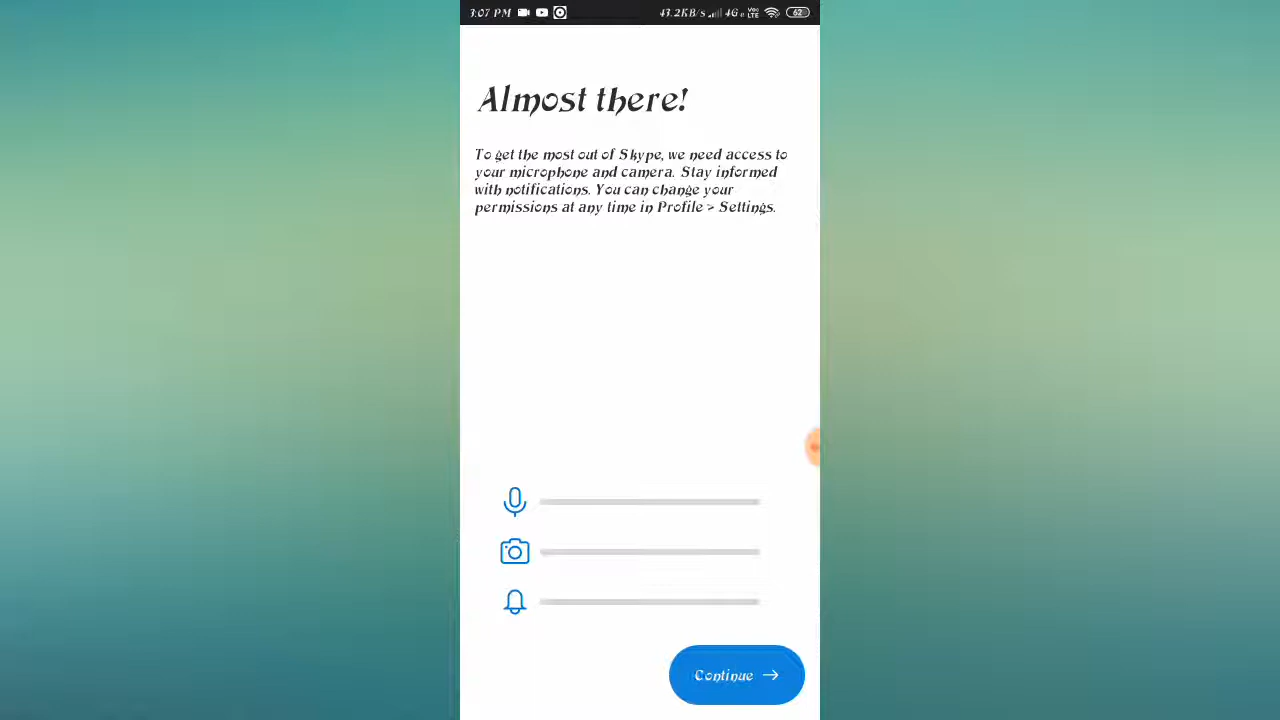 3:07 PM 43.2KB/s 4G e Vo LTE 62
Almost there!
To get the most out of Skype, we need access to
your microphone and camera. Stay informed
with notifications. You can change your
permissions at any time in Profile > Settings.
Continue →